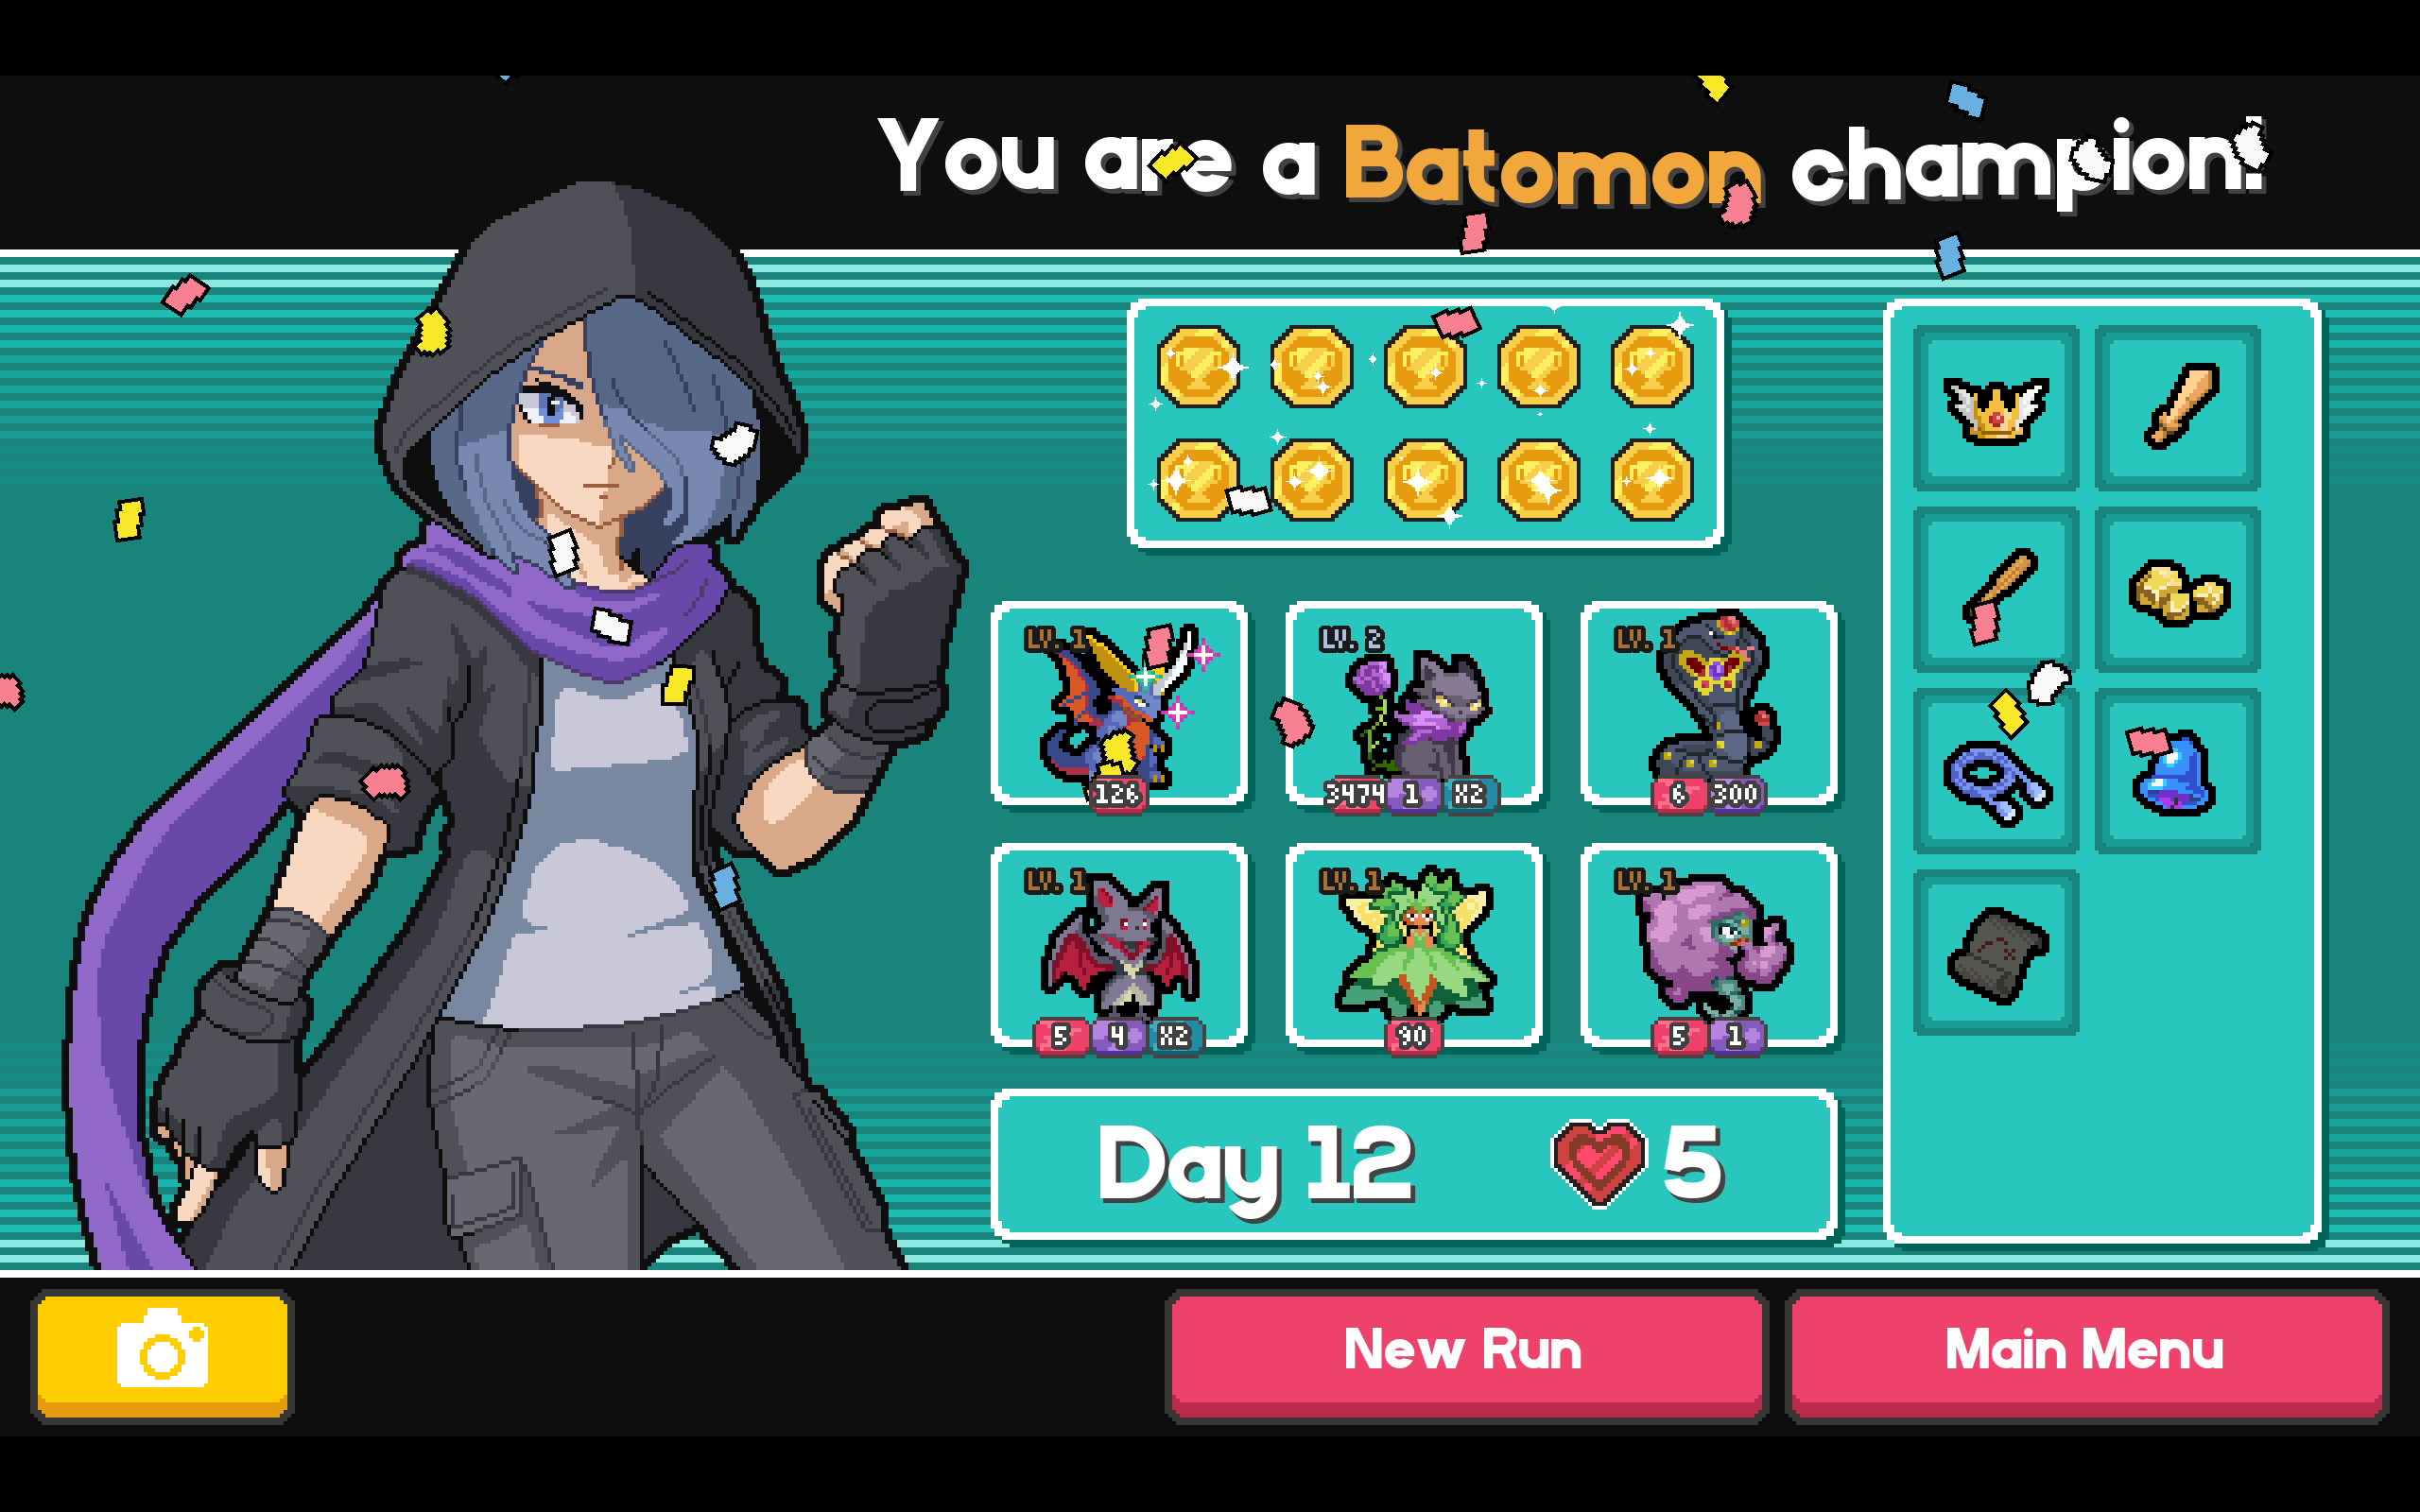 You are a Batomon champion!
LV. 1
126
LV. 2
3474 1 X2
LV. 1
6 300
LV. 1
5 4 X2
LV. 1
90
LV. 1
5 1
Day 12 5
New Run
Main Menu